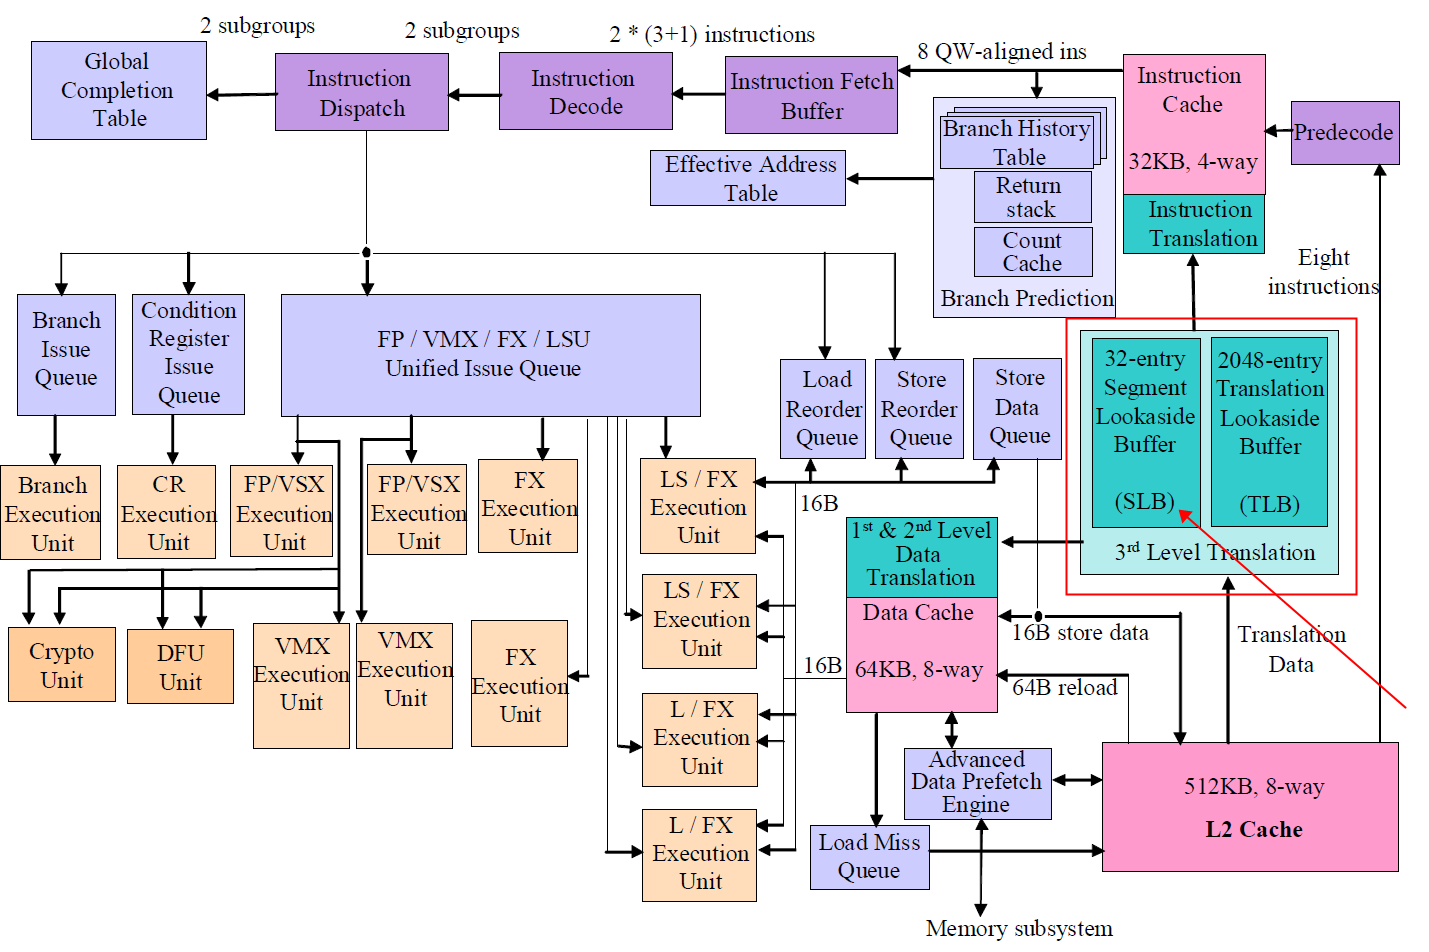 2 subgroups
2 subgroups
2 * (3+1) instructions
8 QW-aligned ins
Global
Completion
Table
Instruction
Dispatch
Instruction
Decode
Instruction Fetch
Buffer
Instruction
Cache
32KB, 4-way
Predecode
Branch History
Table
Return
stack
Count
Cache
Branch Prediction
Effective Address
Table
Instruction
Translation
Eight
instructions
Branch
Issue
Queue
Condition
Register
Issue
Queue
FP / VMX / FX / LSU
Unified Issue Queue
Load
Reorder
Queue
Store
Reorder
Queue
Store
Data
Queue
32-entry
Segment
Lookaside
Buffer
(SLB)
2048-entry
Translation
Lookaside
Buffer
(TLB)
3rd Level Translation
Branch
Execution
Unit
CR
Execution
Unit
FP/VSX
Execution
Unit
FP/VSX
Execution
Unit
FX
Execution
Unit
LS / FX
Execution
Unit
16B
1st & 2nd Level
Data
Translation
LS / FX
Execution
Unit
Data Cache
64KB, 8-way
16B
16B store data
64B reload
Translation
Data
Crypto
Unit
DFU
Unit
VMX
Execution
Unit
VMX
Execution
Unit
FX
Execution
Unit
L / FX
Execution
Unit
Advanced
Data Prefetch
Engine
512KB, 8-way
L2 Cache
L / FX
Execution
Unit
Load Miss
Queue
Memory subsystem